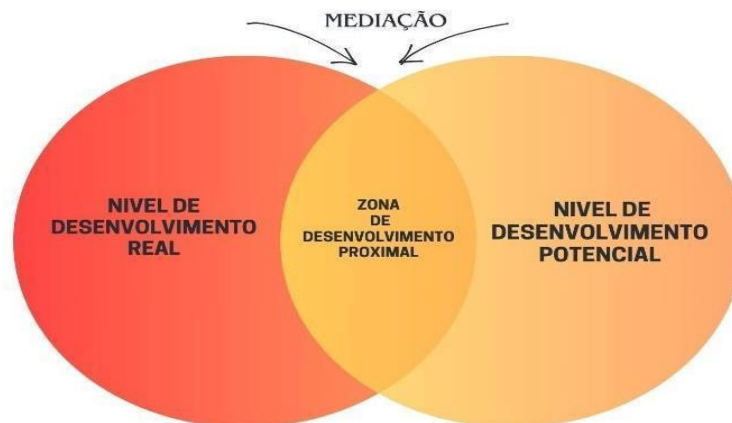 MEDIAÇÃO
NIVEL DE
DESENVOLVIMENTO
REAL
ZONA
DE
DESENVOLVIMENTO
PROXIMAL
NIVEL DE
DESENVOLVIMENTO
POTENCIAL